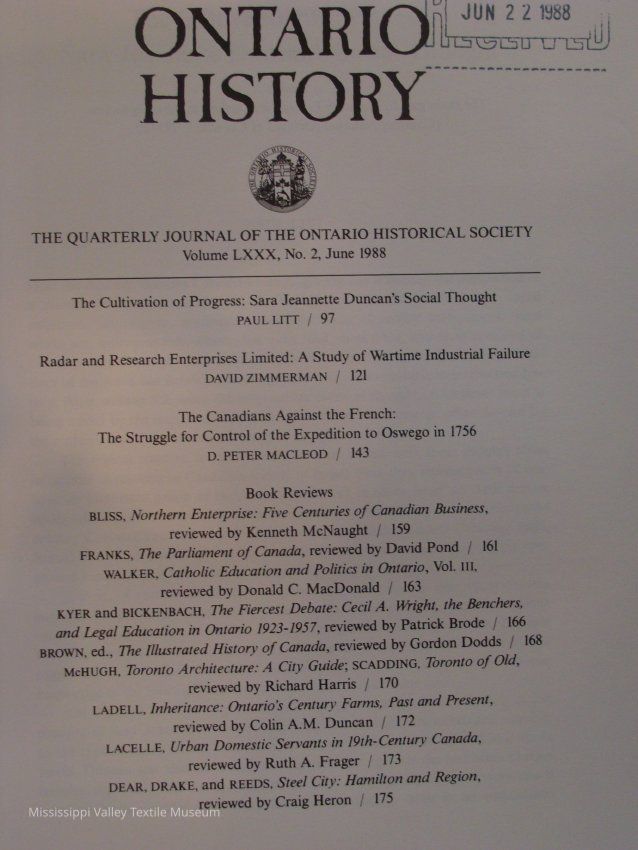 ONTARIO
JUN 22 1988
RECEIVED
HISTORY
THE ONTARIO HISTORICAL SOCIETY
THE QUARTERLY JOURNAL OF THE ONTARIO HISTORICAL SOCIETY
Volume LXXX, No. 2, June 1988
The Cultivation of Progress: Sara Jeannette Duncan's Social Thought
PAUL LITT / 97
Radar and Research Enterprises Limited: A Study of Wartime Industrial Failure
DAVID ZIMMERMAN / 121
The Canadians Against the French:
The Struggle for Control of the Expedition to Oswego in 1756
D. PETER MACLEOD / 143
Book Reviews
BLISS, Northern Enterprise: Five Centuries of Canadian Business,
reviewed by Kenneth McNaught / 159
FRANKS, The Parliament of Canada, reviewed by David Pond / 161
WALKER, Catholic Education and Politics in Ontario, Vol. III,
reviewed by Donald C. MacDonald / 163
KYER and BICKENBACH, The Fiercest Debate: Cecil A. Wright, the Benchers,
and Legal Education in Ontario 1923-1957, reviewed by Patrick Brode / 166
BROWN, ed., The Illustrated History of Canada, reviewed by Gordon Dodds / 168
McHUGH, Toronto Architecture: A City Guide; SCADDING, Toronto of Old,
reviewed by Richard Harris / 170
LADELL, Inheritance: Ontario's Century Farms, Past and Present,
reviewed by Colin A.M. Duncan / 172
LACELLE, Urban Domestic Servants in 19th-Century Canada,
reviewed by Ruth A. Frager / 173
DEAR, DRAKE, and REEDS, Steel City: Hamilton and Region,
reviewed by Craig Heron / 175
Mississippi Valley Textile Museum